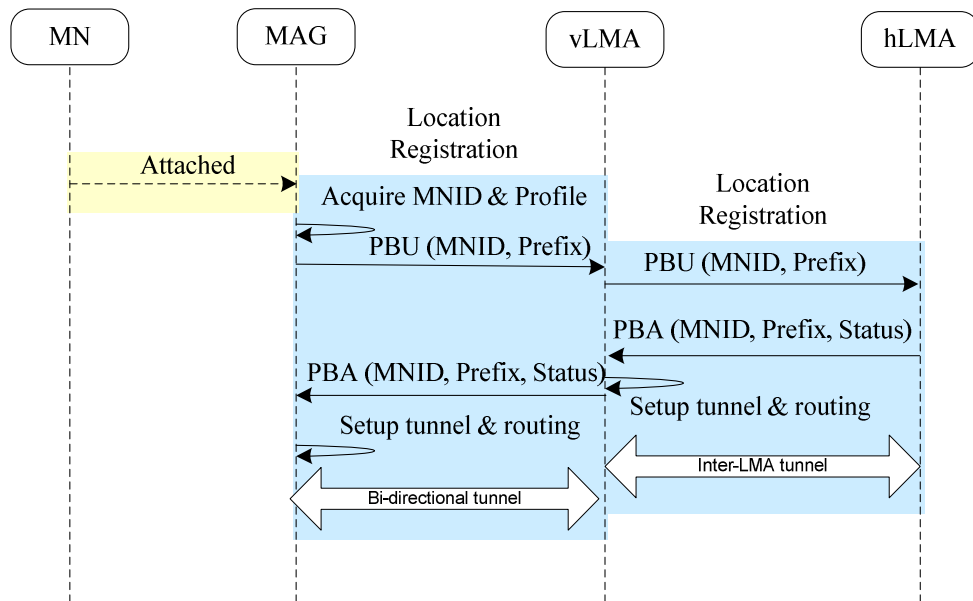 MN
MAG
vLMA
hLMA
Location
Registration
Attached
Acquire MNID & Profile
Location
Registration
PBU (MNID, Prefix)
PBU (MNID, Prefix)
PBA (MNID, Prefix, Status)
PBA (MNID, Prefix, Status)
Setup tunnel & routing
Setup tunnel & routing
Inter-LMA tunnel
Bi-directional tunnel